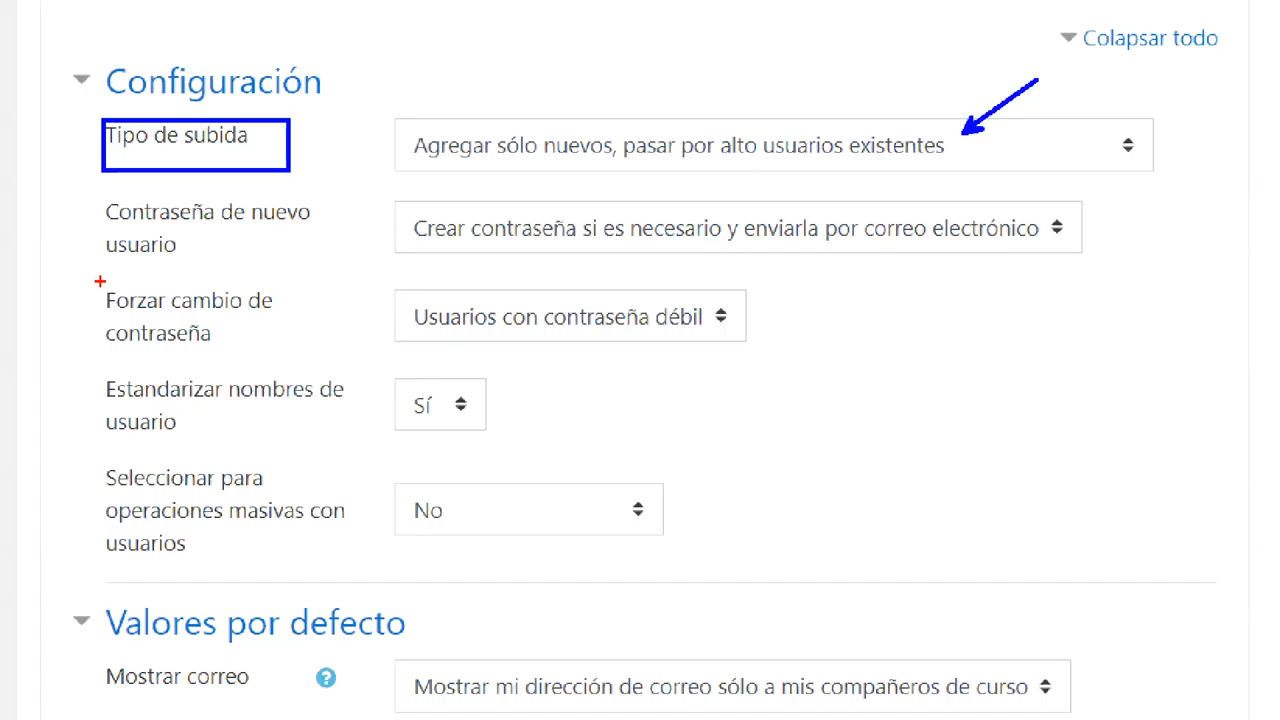 Colapsar todo
Configuración
Tipo de subida
Agregar sólo nuevos, pasar por alto usuarios existentes
Contraseña de nuevo
usuario
Crear contraseña si es necesario y enviarla por correo electrónico
Forzar cambio de
contraseña
Usuarios con contraseña débil
Estandarizar nombres de
usuario
Sí
Seleccionar para
operaciones masivas con
usuarios
No
Valores por defecto
Mostrar correo
?
Mostrar mi dirección de correo sólo a mis compañeros de curso